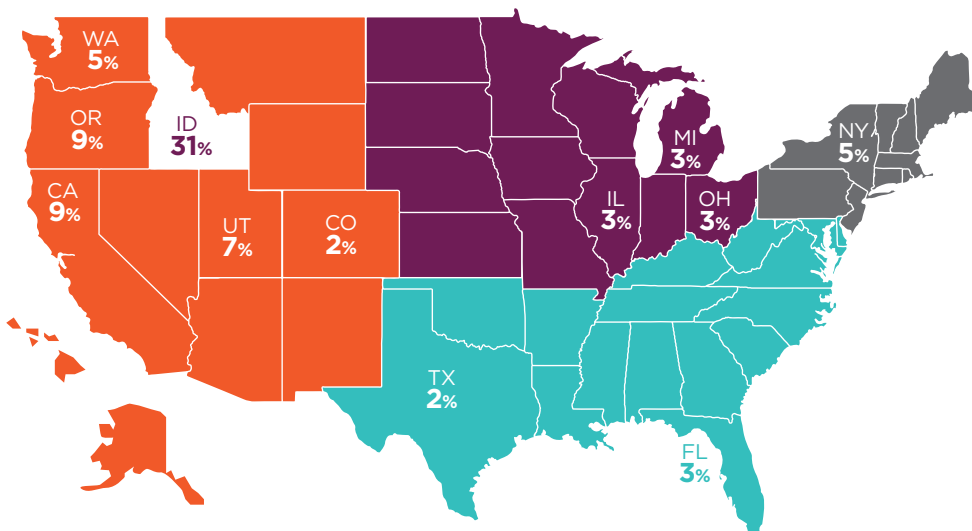 WA
5%
OR
9%
ID
31%
CA
9%
UT
7%
CO
2%
TX
2%
MI
3%
IL
3%
OH
3%
NY
5%
FL
3%